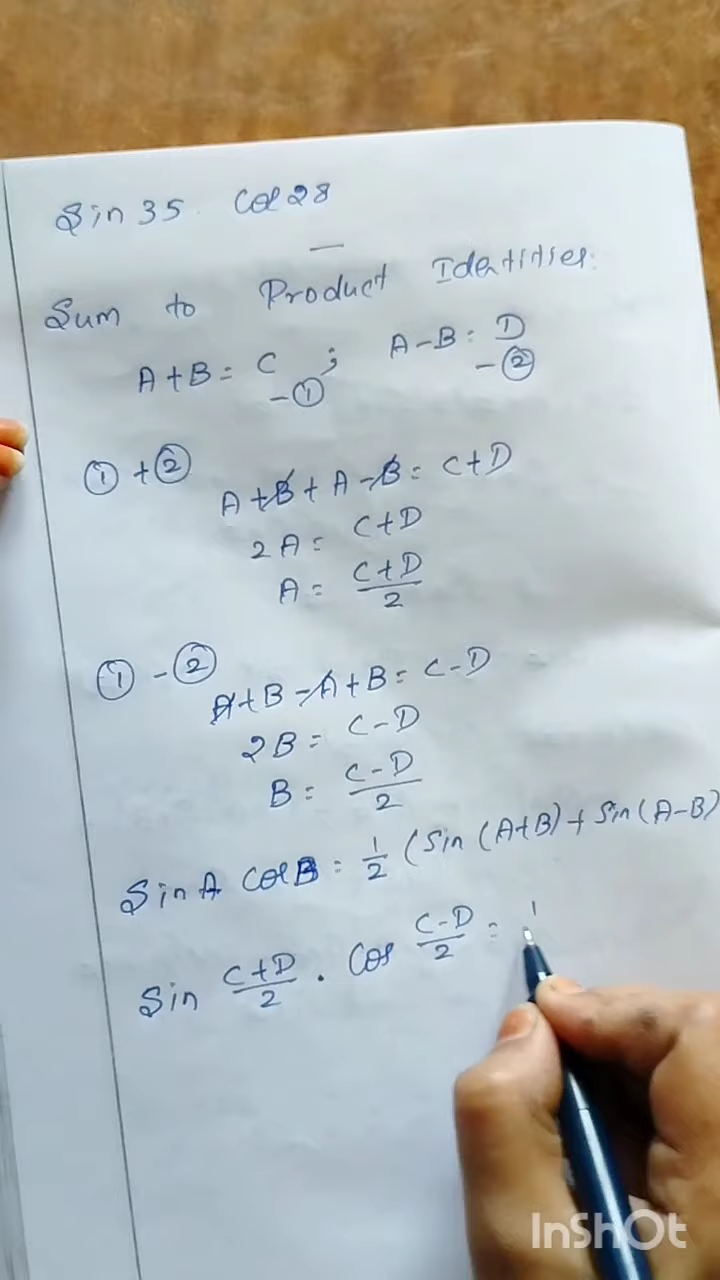 Sin 35 . Cos 28
Sum to Product Identities:
A + B = C ; A - B = D
- ① - ②
① + ②
A + B + A - B = C + D
2A = C + D
A = C + D / 2
① - ②
A + B - A + B = C - D
2B = C - D
B = C - D / 2
Sin A Cos B = 1/2 (Sin (A+B) + Sin (A-B)
Sin C + D / 2 . Cos C - D / 2 = 1
InShOt